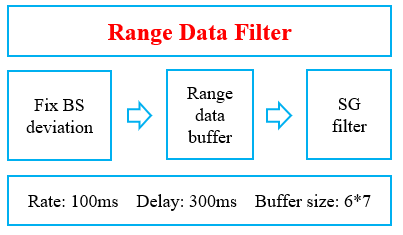 Range Data Filter
Fix BS
deviation
Range
data
buffer
SG
filter
Rate: 100ms Delay: 300ms Buffer size: 6*7